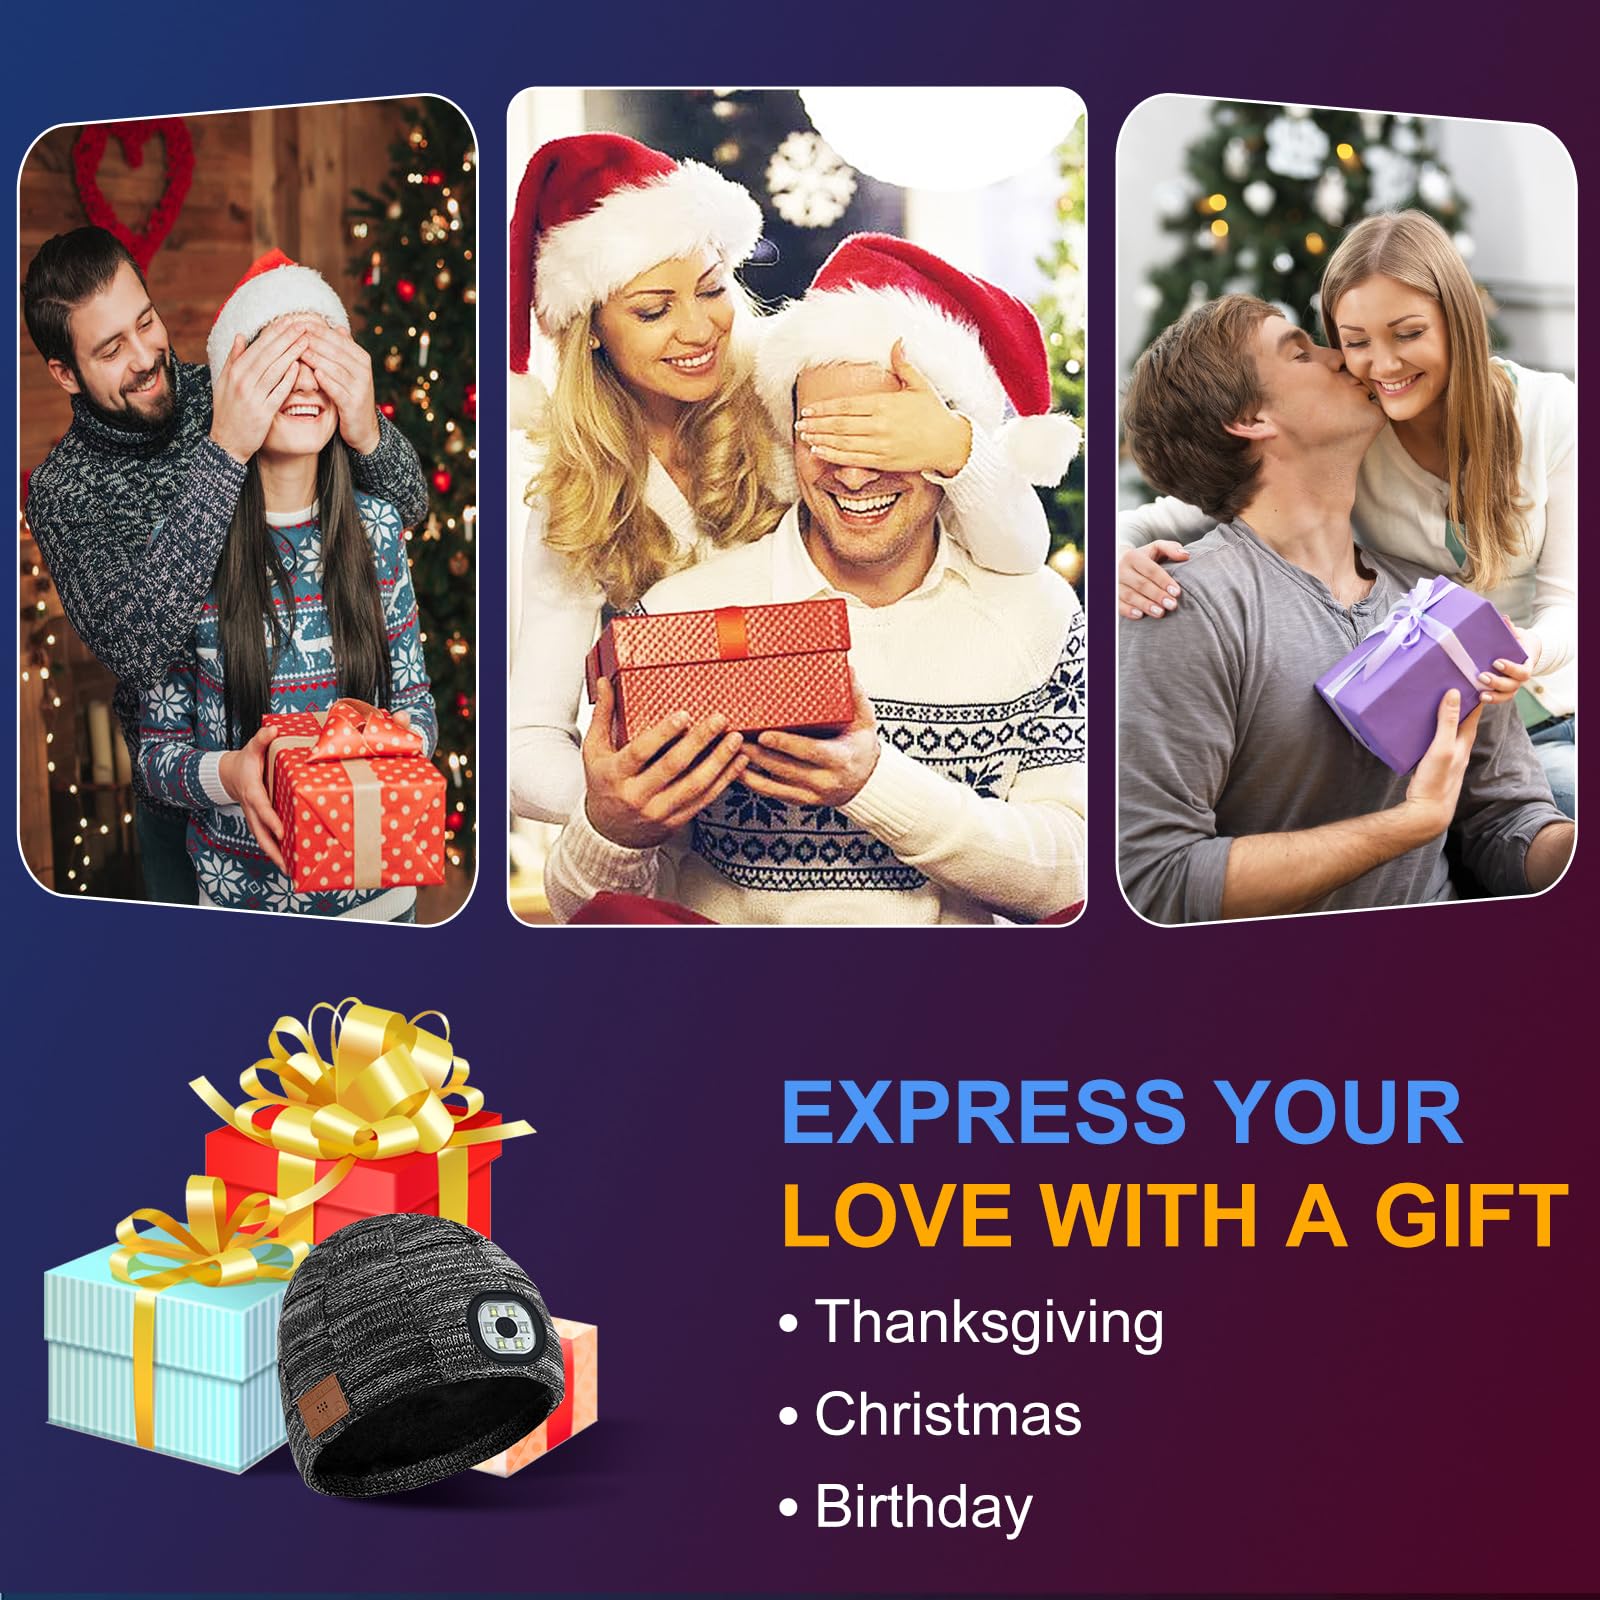 EXPRESS YOUR
LOVE WITH A GIFT
• Thanksgiving
• Christmas
• Birthday